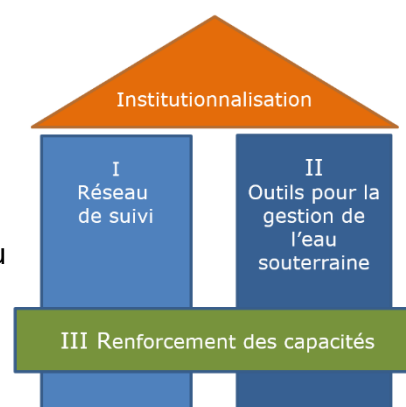 Institutionnalisation
I
Réseau
de suivi
II
Outils pour la
gestion de
l'eau
souterraine
u
III Renforcement des capacités